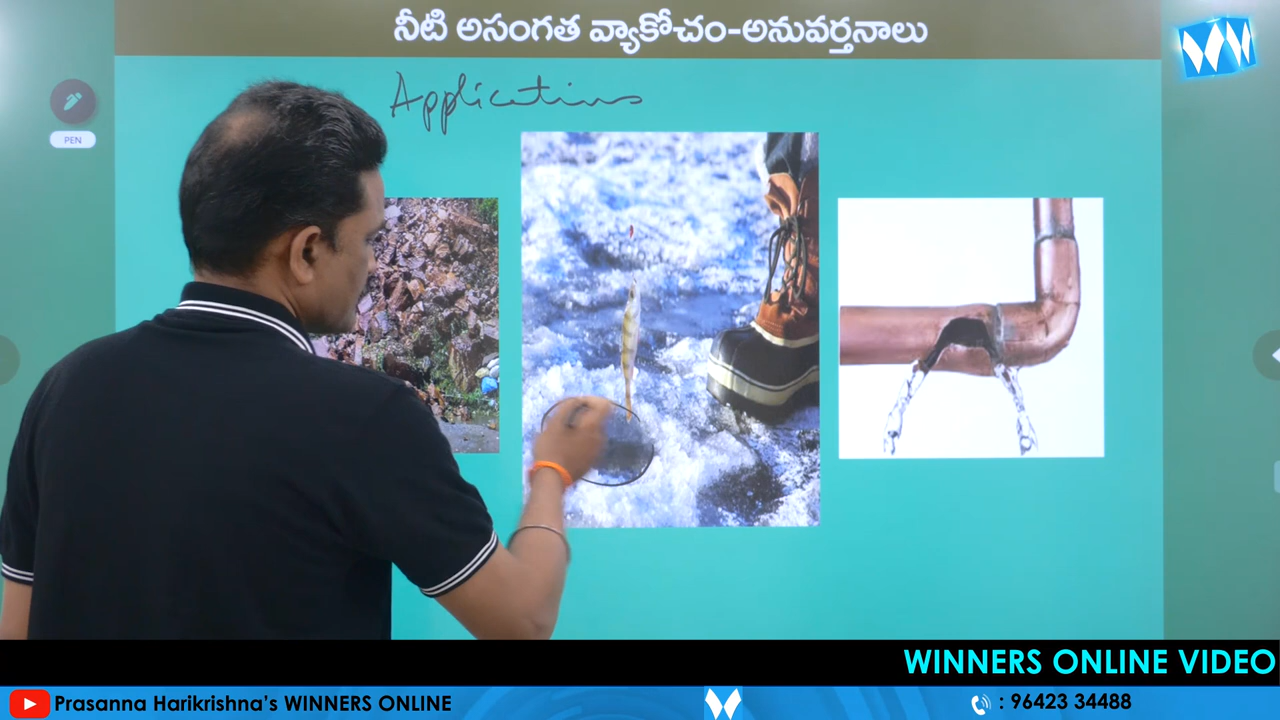 నీటి అసంగత వ్యాకోచం-అనువర్తనాలు
Applications
PEN
WINNERS ONLINE VIDEO
Prasanna Harikrishna's WINNERS ONLINE
: 96423 34488